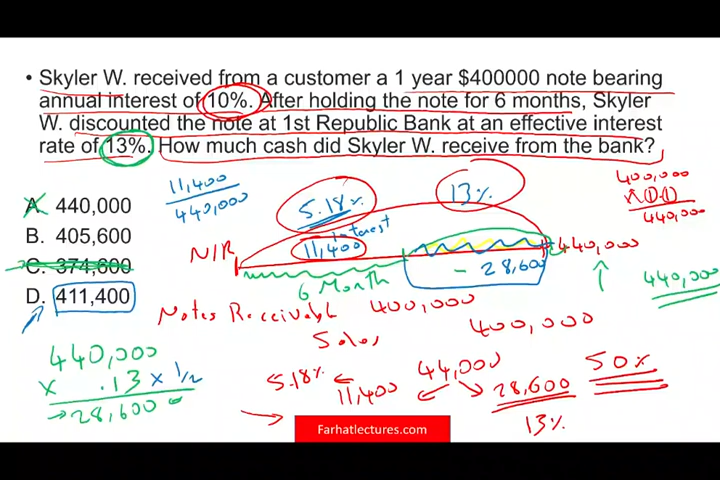 • Skyler W. received from a customer a 1 year $400000 note bearing
annual interest of 10%. After holding the note for 6 months, Skyler
W. discounted the note at 1st Republic Bank at an effective interest
rate of 13%. How much cash did Skyler W. receive from the bank?
A. 440,000
B. 405,600
C. 374,600
D. 411,400
11,400
440,000
5.18%
Interest
11,400
13%
400,000
× 1.1
440,000
N/R
440,000
- 28,600
6 Month
440,000
Notes Receivable 400,000
Sales 400,000
440,000
× .13 × 1/2
28,600
5.18%
11,400
44,000
28,600
13%
50%
Farhatlectures.com